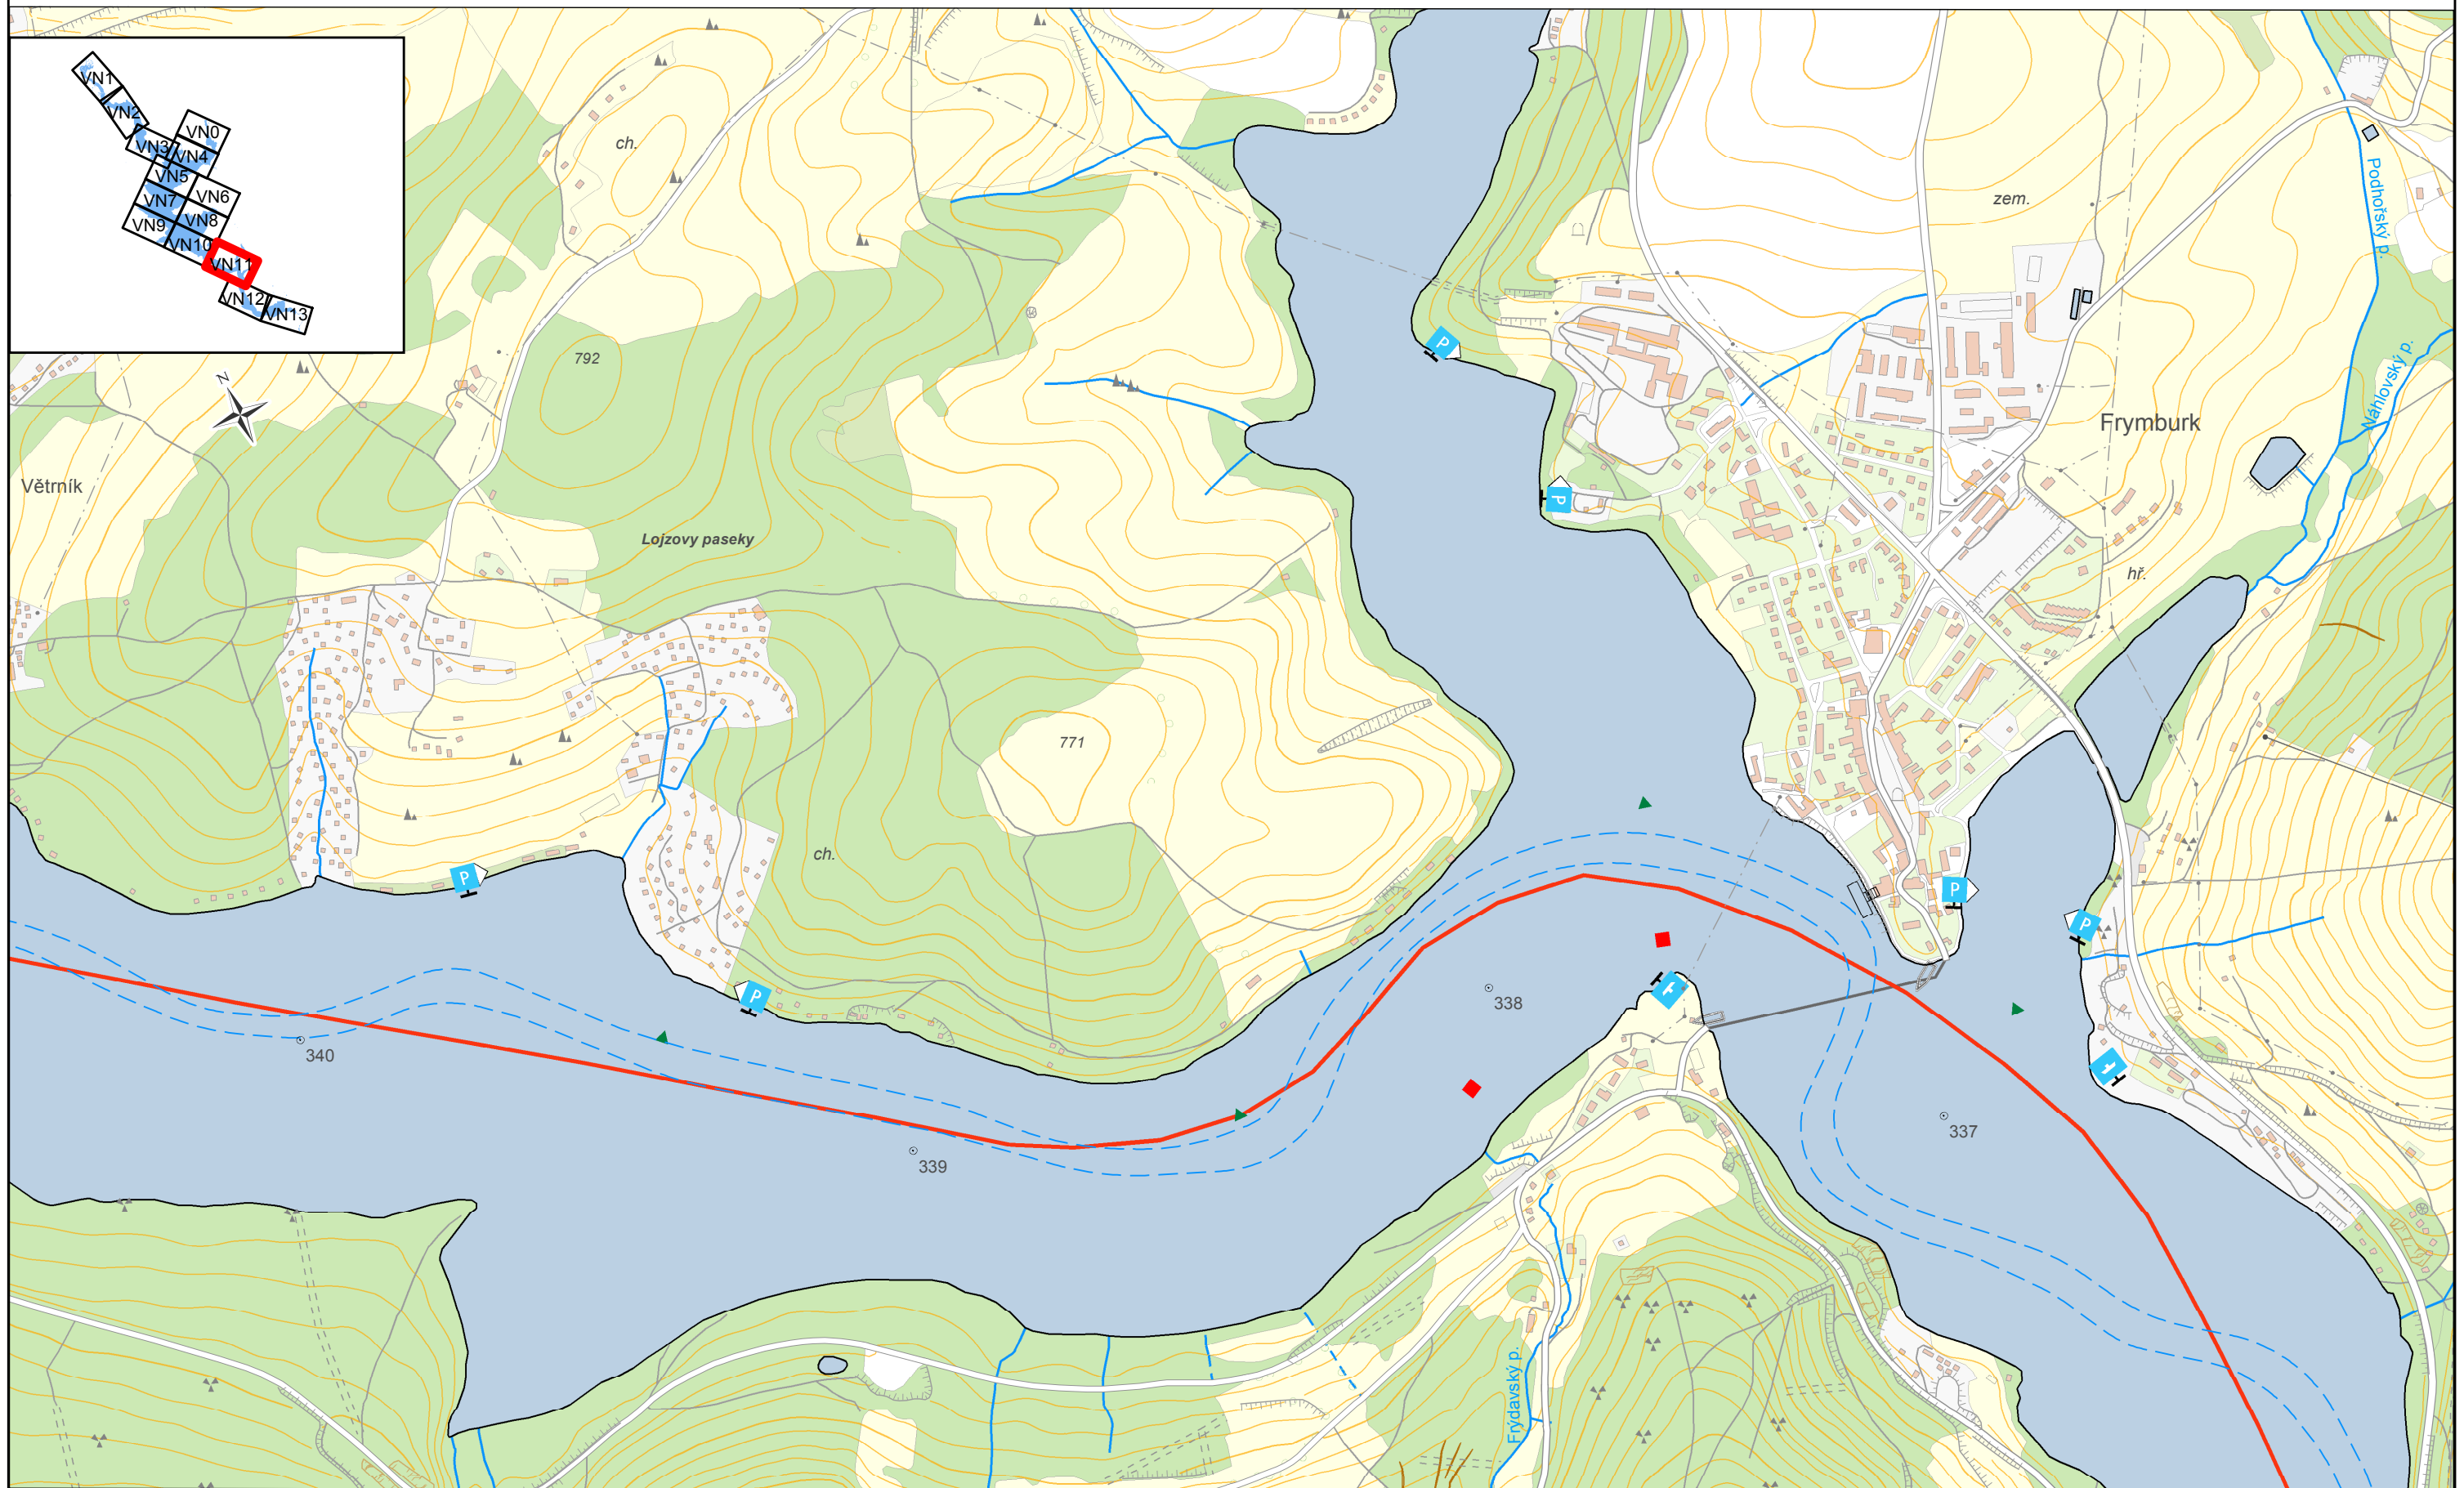 VN1
VN2
VN0
VN3
VN4
VN5
VN6
VN7
VN8
VN9
VN10
VN11
VN12
VN13
N
ch.
zem.
Podhořský p.
792
P
Náhlovský p.
Frymburk
Větrník
P
Lojzovy paseky
hř.
771
ch.
P
P
P
P
338
340
337
339
Frýdavský p.